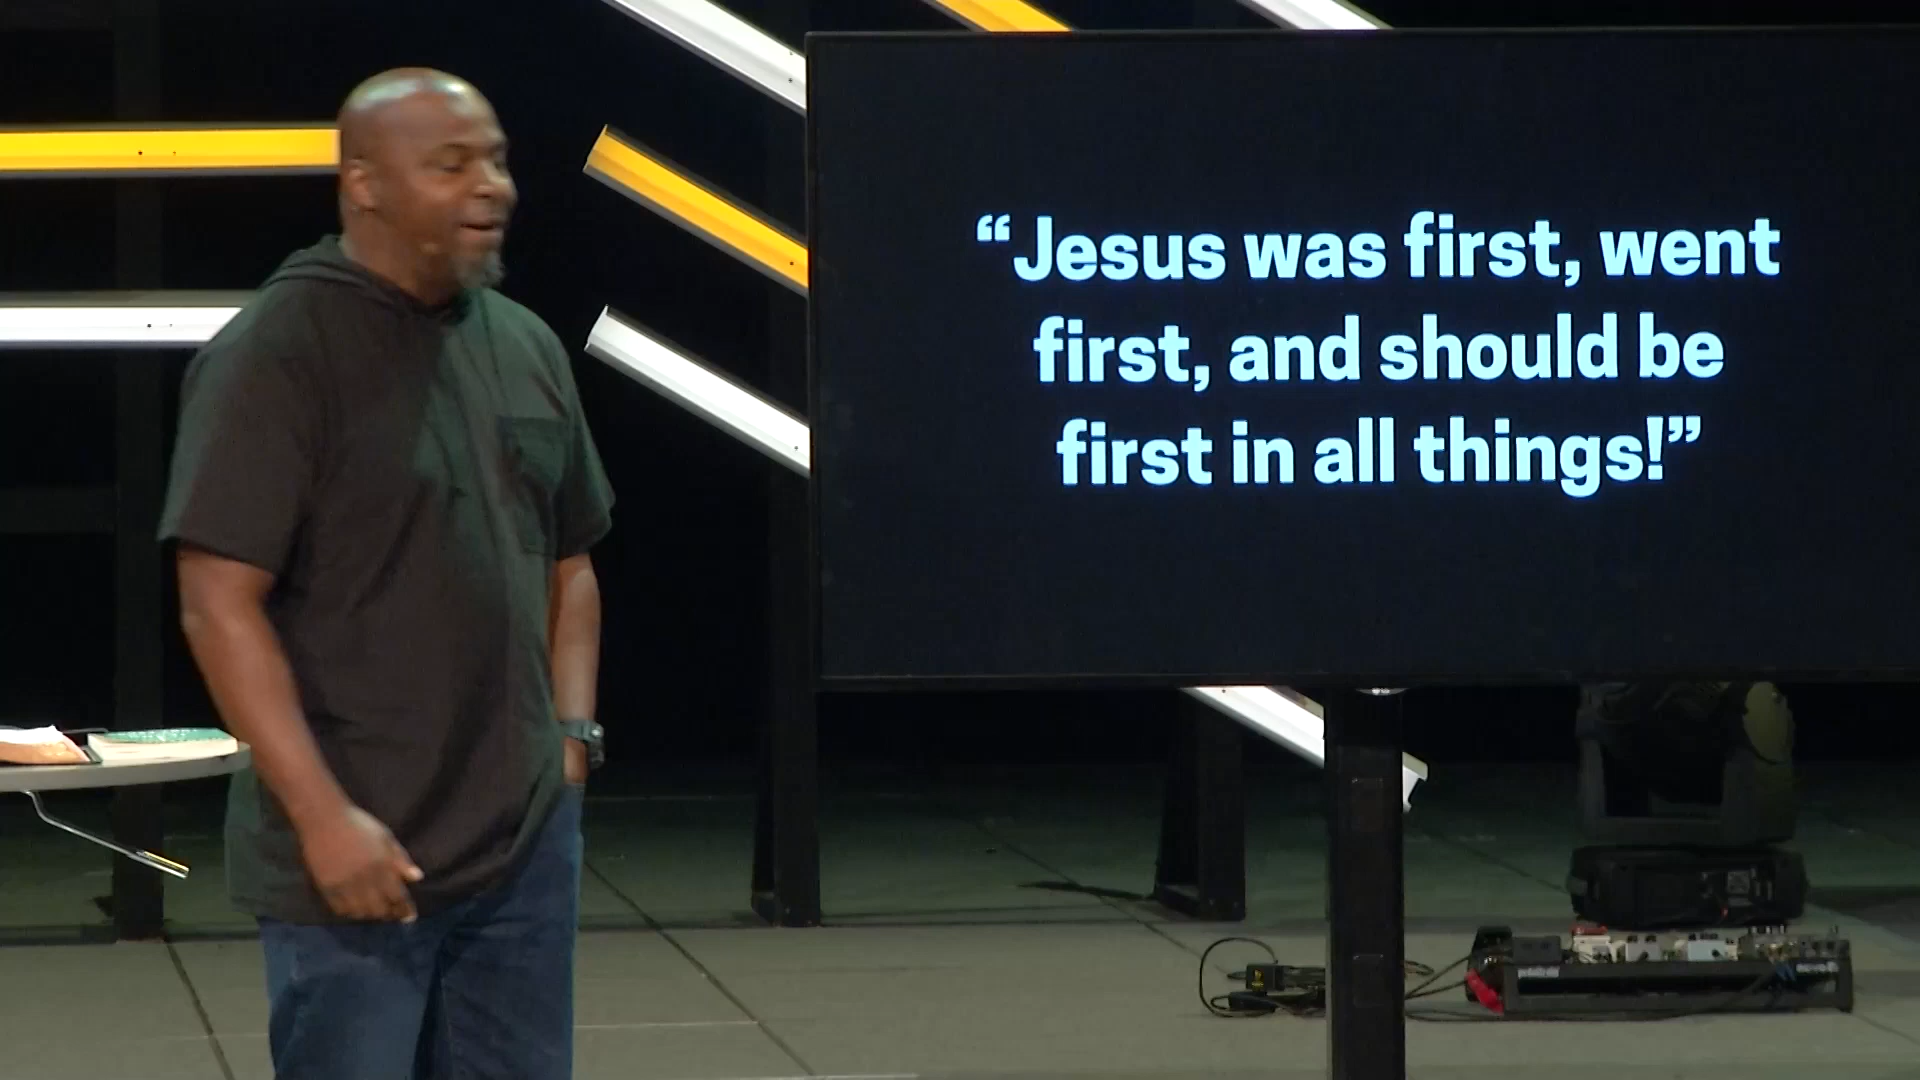 “Jesus was first, went
first, and should be
first in all things!”